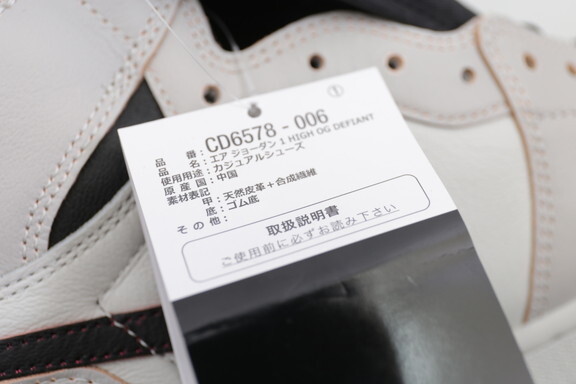 ①
品番：CD6578-006
品名：エア ジョーダン 1 HIGH OG DEFIANT
使用用途：カジュアルシューズ
原産国：中国
素材表記
甲：天然皮革＋合成繊維
底：ゴム底
その他：
取扱説明書
ご使用前に必ずお読み下さい